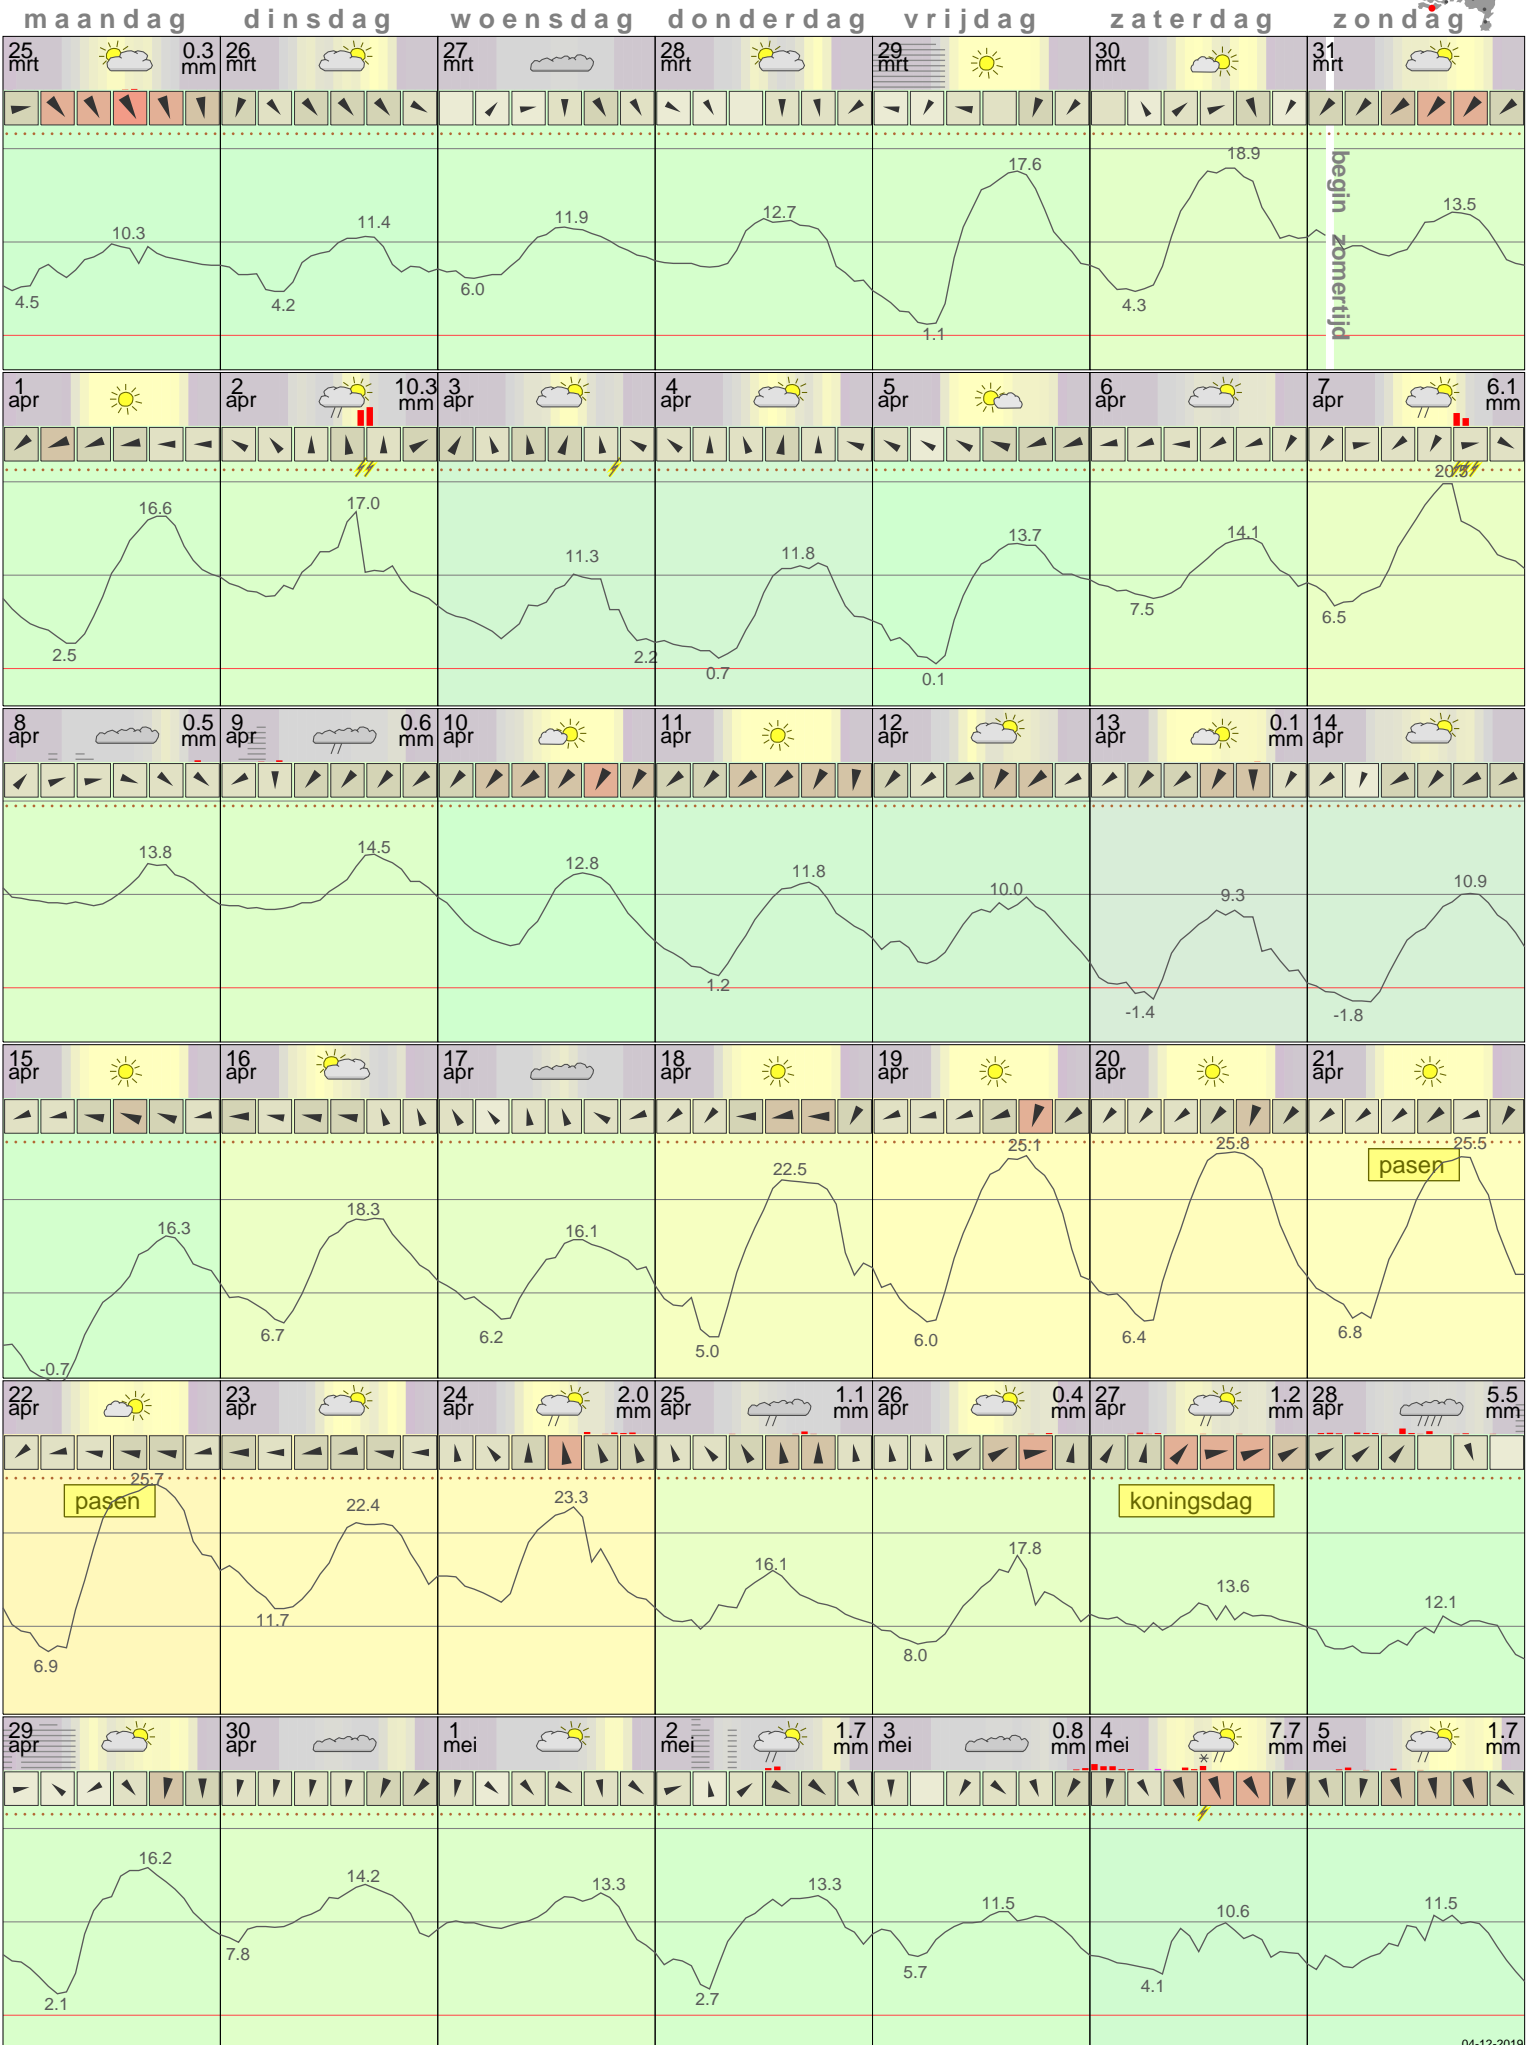 maandag dinsdag woensdag donderdag vrijdag zaterdag zondag
25 mrt 0.3 mm 26 mrt 27 mrt 28 mrt 29 mrt 30 mrt 31 mrt
begin zomertijd
10.3 11.4 11.9 12.7 17.6 18.9 13.5
4.5 4.2 6.0 1.1 4.3
1 apr 2 apr 10.3 mm 3 apr 4 apr 5 apr 6 apr 7 apr 6.1 mm
16.6 17.0 11.3 11.8 13.7 14.1
2.5 2.2 0.7 0.1 7.5 6.5
8 apr 0.5 mm 9 apr 0.6 mm 10 apr 11 apr 12 apr 13 apr 0.1 mm 14 apr
13.8 14.5 12.8 11.8 10.0 9.3 10.9
1.2 -1.4 -1.8
15 apr 16 apr 17 apr 18 apr 19 apr 20 apr 21 apr
pasen
16.3 18.3 16.1 22.5 25.1 25.8 25.5
-0.7 6.7 6.2 5.0 6.0 6.4 6.8
22 apr 23 apr 24 apr 2.0 mm 25 apr 1.1 mm 26 apr 0.4 mm 27 apr 1.2 mm 28 apr 5.5 mm
pasen koningsdag
25.7 22.4 23.3 16.1 17.8 13.6 12.1
6.9 11.7 8.0
29 apr 30 apr 1 mei 2 mei 1.7 mm 3 mei 0.8 mm 4 mei 7.7 mm 5 mei 1.7 mm
16.2 14.2 13.3 13.3 11.5 10.6 11.5
2.1 7.8 2.7 5.7 4.1
04-12-2019